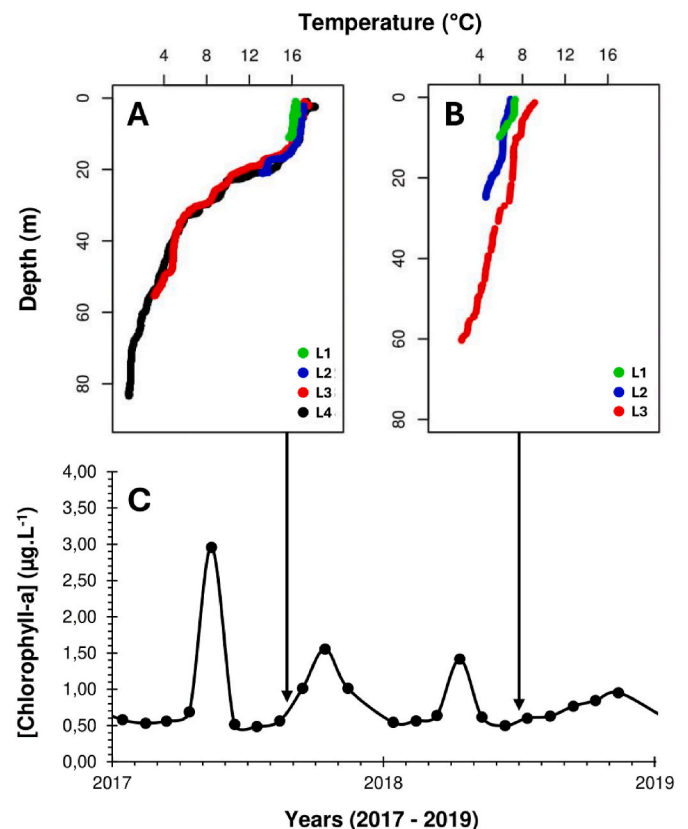 Temperature (°C)
4 8 12 16
4 8 12 16
A
B
Depth (m)
0
20
40
60
80
0
20
40
60
80
L1
L2
L3
L4
L1
L2
L3
C
[Chlorophyll-a] (µg.L-1)
4,00
3,50
3,00
2,50
2,00
1,50
1,00
0,50
0,00
2017 2018 2019
Years (2017 - 2019)